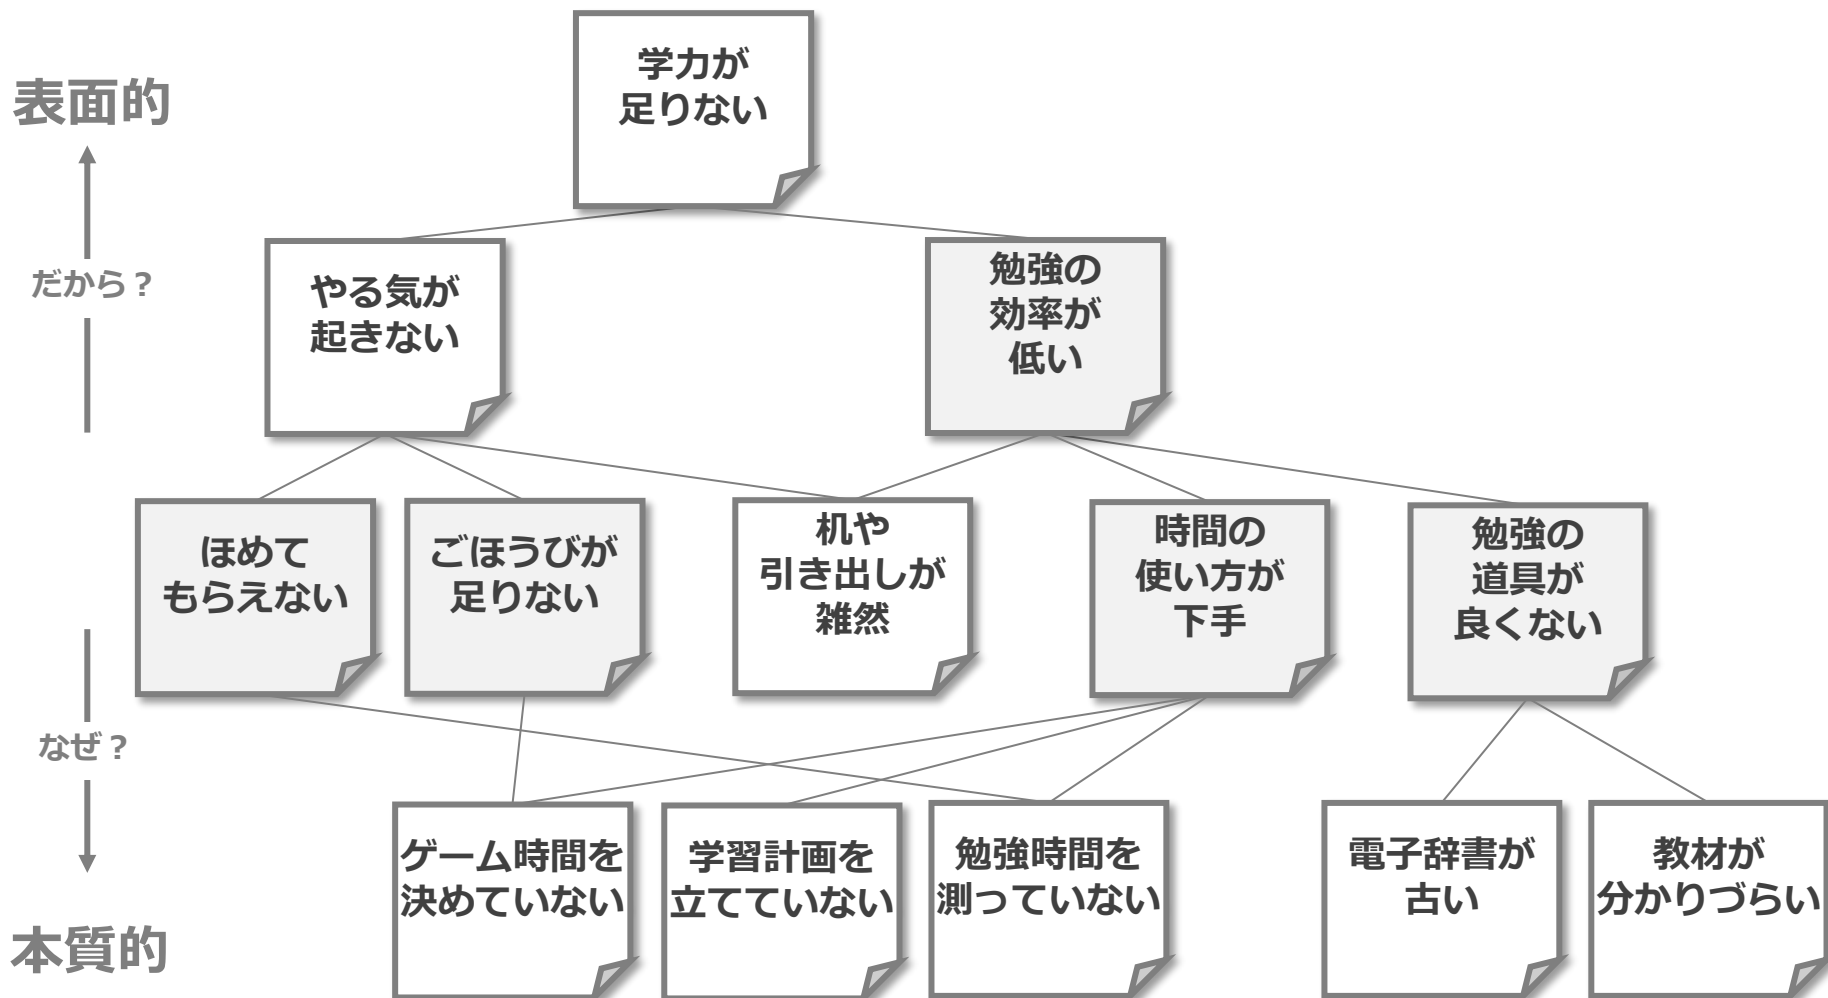 学力が
足りない
表面的
だから？
やる気が
起きない
勉強の
効率が
低い
ほめて
もらえない
ごほうびが
足りない
机や
引き出しが
雑然
時間の
使い方が
下手
勉強の
道具が
良くない
なぜ？
ゲーム時間を
決めていない
学習計画を
立てていない
勉強時間を
測っていない
電子辞書が
古い
教材が
分かりづらい
本質的